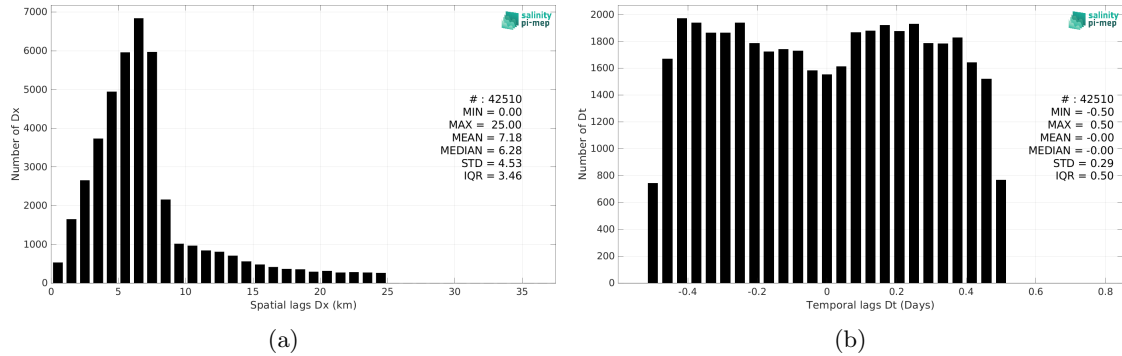 7000
6000
5000
4000
3000
2000
1000
0
Number of Dx
0 5 10 15 20 25 30 35
Spatial lags Dx (km)
salinity
pi-mep
# : 42510
MIN = 0.00
MAX = 25.00
MEAN = 7.18
MEDIAN = 6.28
STD = 4.53
IQR = 3.46
(a)
2000
1800
1600
1400
1200
1000
800
600
400
200
0
Number of Dt
-0.4 -0.2 0 0.2 0.4 0.6 0.8
Temporal lags Dt (Days)
salinity
pi-mep
# : 42510
MIN = -0.50
MAX = 0.50
MEAN = -0.00
MEDIAN = -0.00
STD = 0.29
IQR = 0.50
(b)